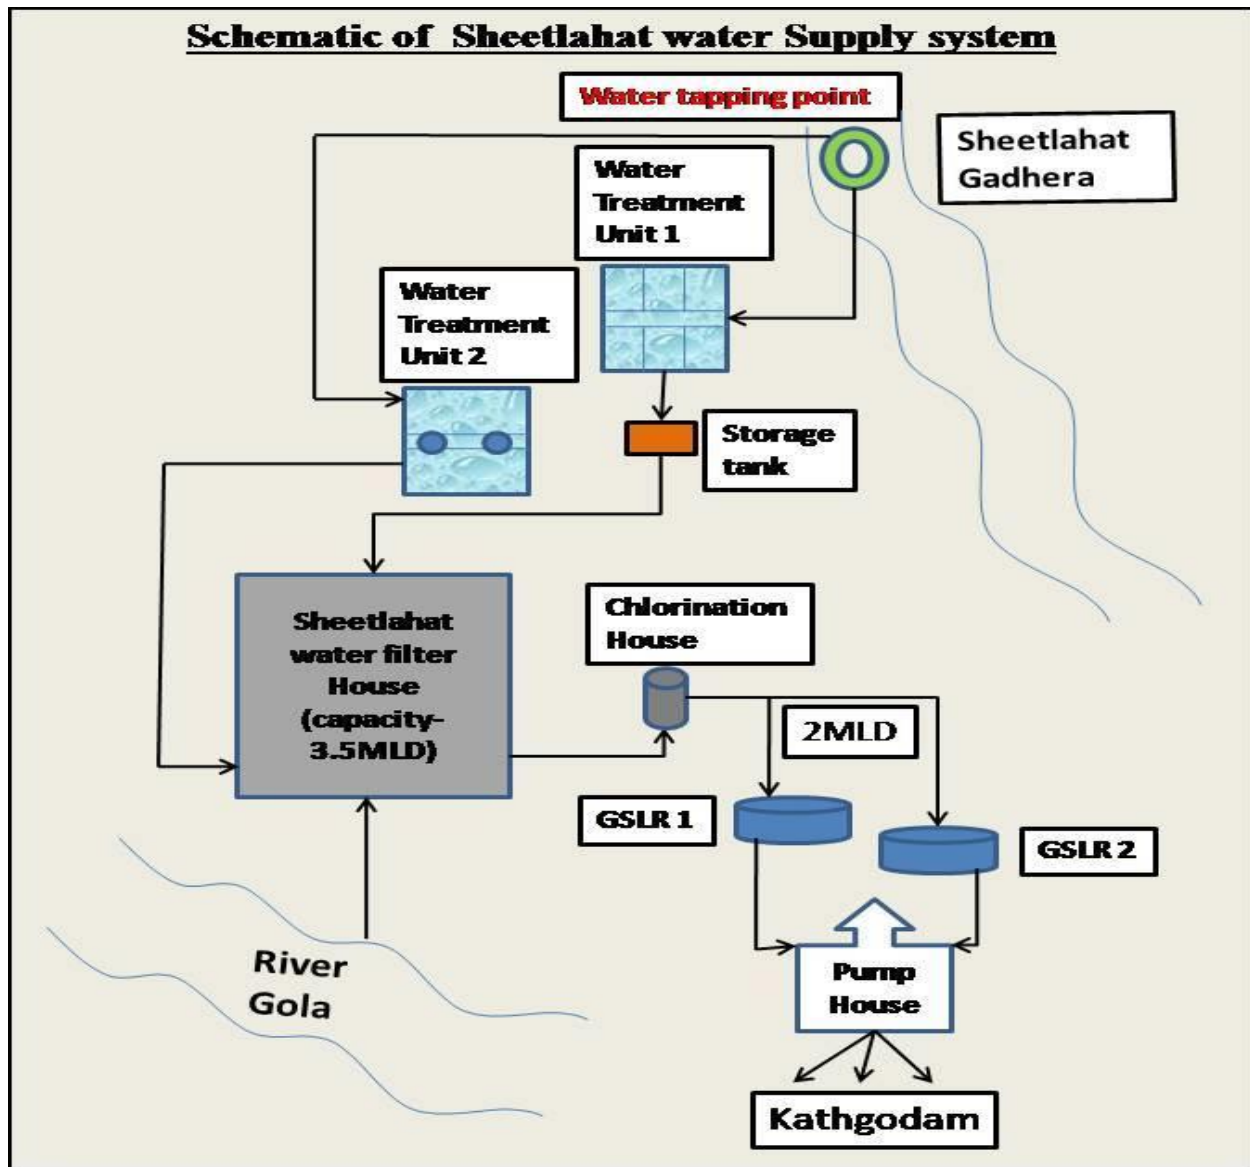 Schematic of Sheetlahat water Supply system
Water tapping point
Sheetlahat
Gadhera
Water
Treatment
Unit 1
Water
Treatment
Unit 2
Storage
tank
Sheetlahat
water filter
House
(capacity-
3.5MLD)
Chlorination
House
2MLD
GSLR 1
GSLR 2
River
Gola
Pump
House
Kathgodam